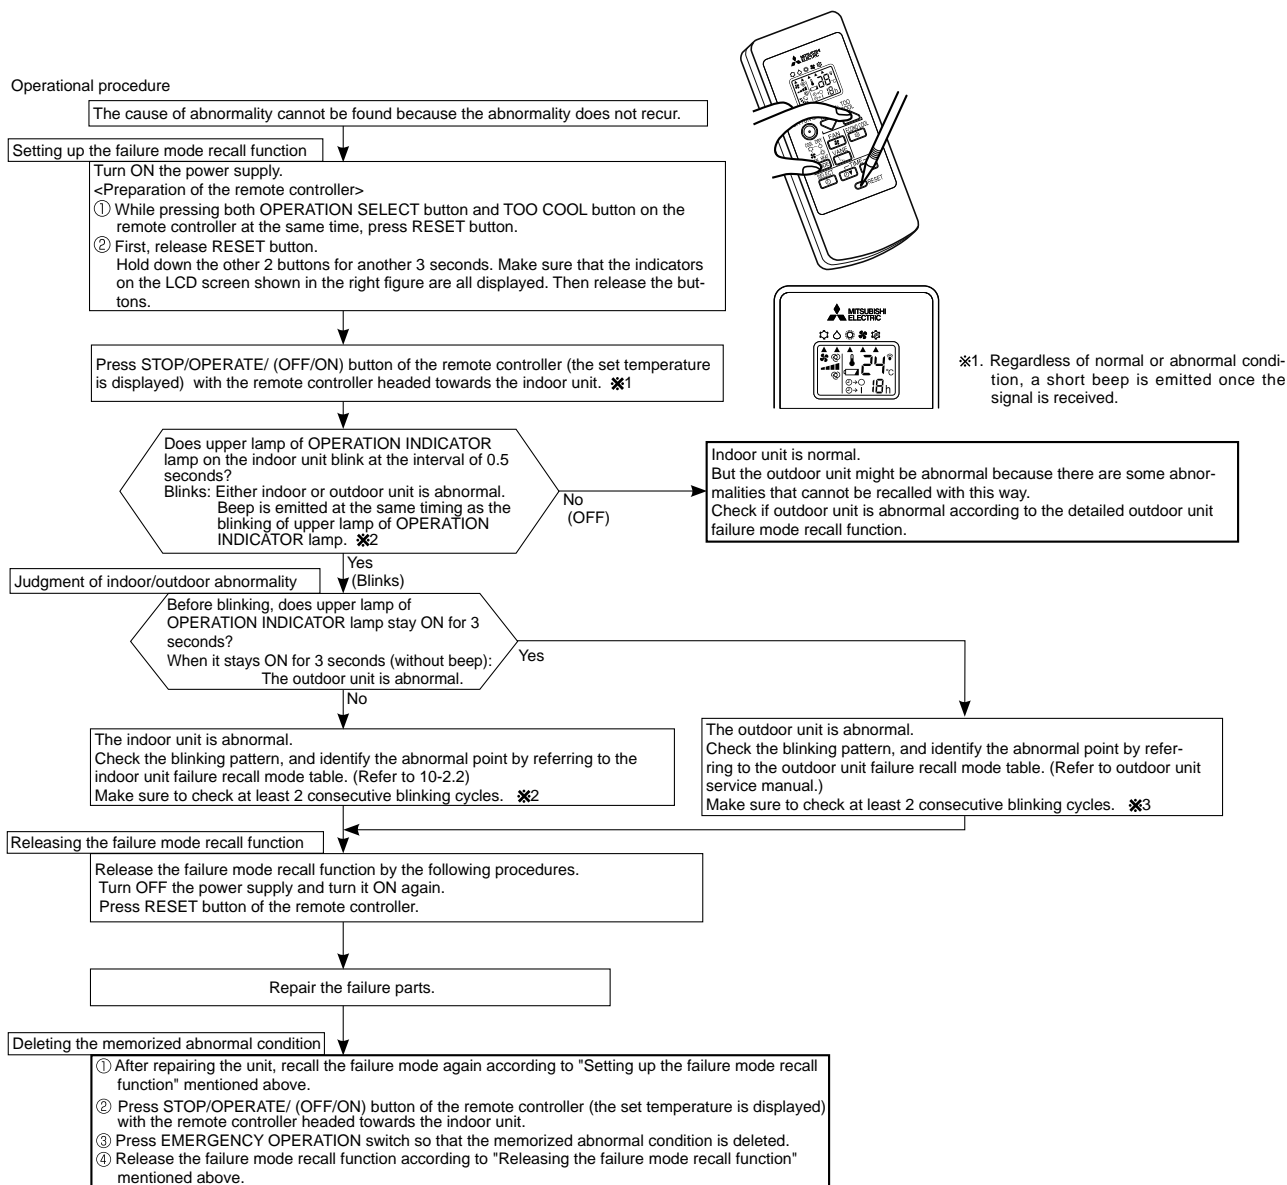 Operational procedure
The cause of abnormality cannot be found because the abnormality does not recur.
Setting up the failure mode recall function
Turn ON the power supply.
<Preparation of the remote controller>
① While pressing both OPERATION SELECT button and TOO COOL button on the
remote controller at the same time, press RESET button.
② First, release RESET button.
Hold down the other 2 buttons for another 3 seconds. Make sure that the indicators
on the LCD screen shown in the right figure are all displayed. Then release the but-
tons.
MITSUBISHI
ELECTRIC
TOO
COOL
FAN
VANE
RESET
MITSUBISHI
ELECTRIC
24°C
18h
Press STOP/OPERATE/ (OFF/ON) button of the remote controller (the set temperature
is displayed) with the remote controller headed towards the indoor unit. ※1
※1. Regardless of normal or abnormal condi-
tion, a short beep is emitted once the
signal is received.
Does upper lamp of OPERATION INDICATOR
lamp on the indoor unit blink at the interval of 0.5
seconds?
Blinks: Either indoor or outdoor unit is abnormal.
Beep is emitted at the same timing as the
blinking of upper lamp of OPERATION
INDICATOR lamp. ※2
No
(OFF)
Indoor unit is normal.
But the outdoor unit might be abnormal because there are some abnor-
malities that cannot be recalled with this way.
Check if outdoor unit is abnormal according to the detailed outdoor unit
failure mode recall function.
Yes
(Blinks)
Judgment of indoor/outdoor abnormality
Before blinking, does upper lamp of
OPERATION INDICATOR lamp stay ON for 3
seconds?
When it stays ON for 3 seconds (without beep):
The outdoor unit is abnormal.
Yes
No
The indoor unit is abnormal.
Check the blinking pattern, and identify the abnormal point by referring to the
indoor unit failure recall mode table. (Refer to 10-2.2)
Make sure to check at least 2 consecutive blinking cycles. ※2
The outdoor unit is abnormal.
Check the blinking pattern, and identify the abnormal point by refer-
ring to the outdoor unit failure recall mode table. (Refer to outdoor unit
service manual.)
Make sure to check at least 2 consecutive blinking cycles. ※3
Releasing the failure mode recall function
Release the failure mode recall function by the following procedures.
Turn OFF the power supply and turn it ON again.
Press RESET button of the remote controller.
Repair the failure parts.
Deleting the memorized abnormal condition
① After repairing the unit, recall the failure mode again according to "Setting up the failure mode recall
function" mentioned above.
② Press STOP/OPERATE/ (OFF/ON) button of the remote controller (the set temperature is displayed)
with the remote controller headed towards the indoor unit.
③ Press EMERGENCY OPERATION switch so that the memorized abnormal condition is deleted.
④ Release the failure mode recall function according to "Releasing the failure mode recall function"
mentioned above.